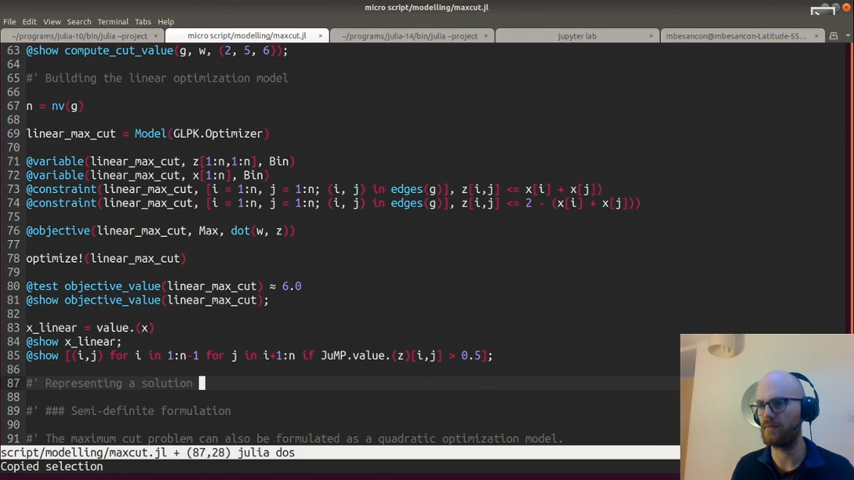 micro script/modelling/maxcut.jl
File Edit View Search Terminal Tabs Help
~/programs/julia-10/bin/julia --project × micro script/modelling/maxcut.jl × ~/programs/julia-14/bin/julia --project × jupyter lab × mbesancon@mbesancon-Latitude-55... ×
63 @show compute_cut_value(g, w, (2, 5, 6));
64
65 #' Building the linear optimization model
66
67 n = nv(g)
68
69 linear_max_cut = Model(GLPK.Optimizer)
70
71 @variable(linear_max_cut, z[1:n,1:n], Bin)
72 @variable(linear_max_cut, x[1:n], Bin)
73 @constraint(linear_max_cut, [i = 1:n, j = 1:n; (i, j) in edges(g)], z[i,j] <= x[i] + x[j])
74 @constraint(linear_max_cut, [i = 1:n, j = 1:n; (i, j) in edges(g)], z[i,j] <= 2 - (x[i] + x[j]))
75
76 @objective(linear_max_cut, Max, dot(w, z))
77
78 optimize!(linear_max_cut)
79
80 @test objective_value(linear_max_cut) ≈ 6.0
81 @show objective_value(linear_max_cut);
82
83 x_linear = value.(x)
84 @show x_linear;
85 @show [(i,j) for i in 1:n-1 for j in i+1:n if JuMP.value.(z)[i,j] > 0.5];
86
87 #' Representing a solution
88
89 #' ### Semi-definite formulation
90
91 #' The maximum cut problem can also be formulated as a quadratic optimization model.
script/modelling/maxcut.jl + (87,28) julia dos
Copied selection